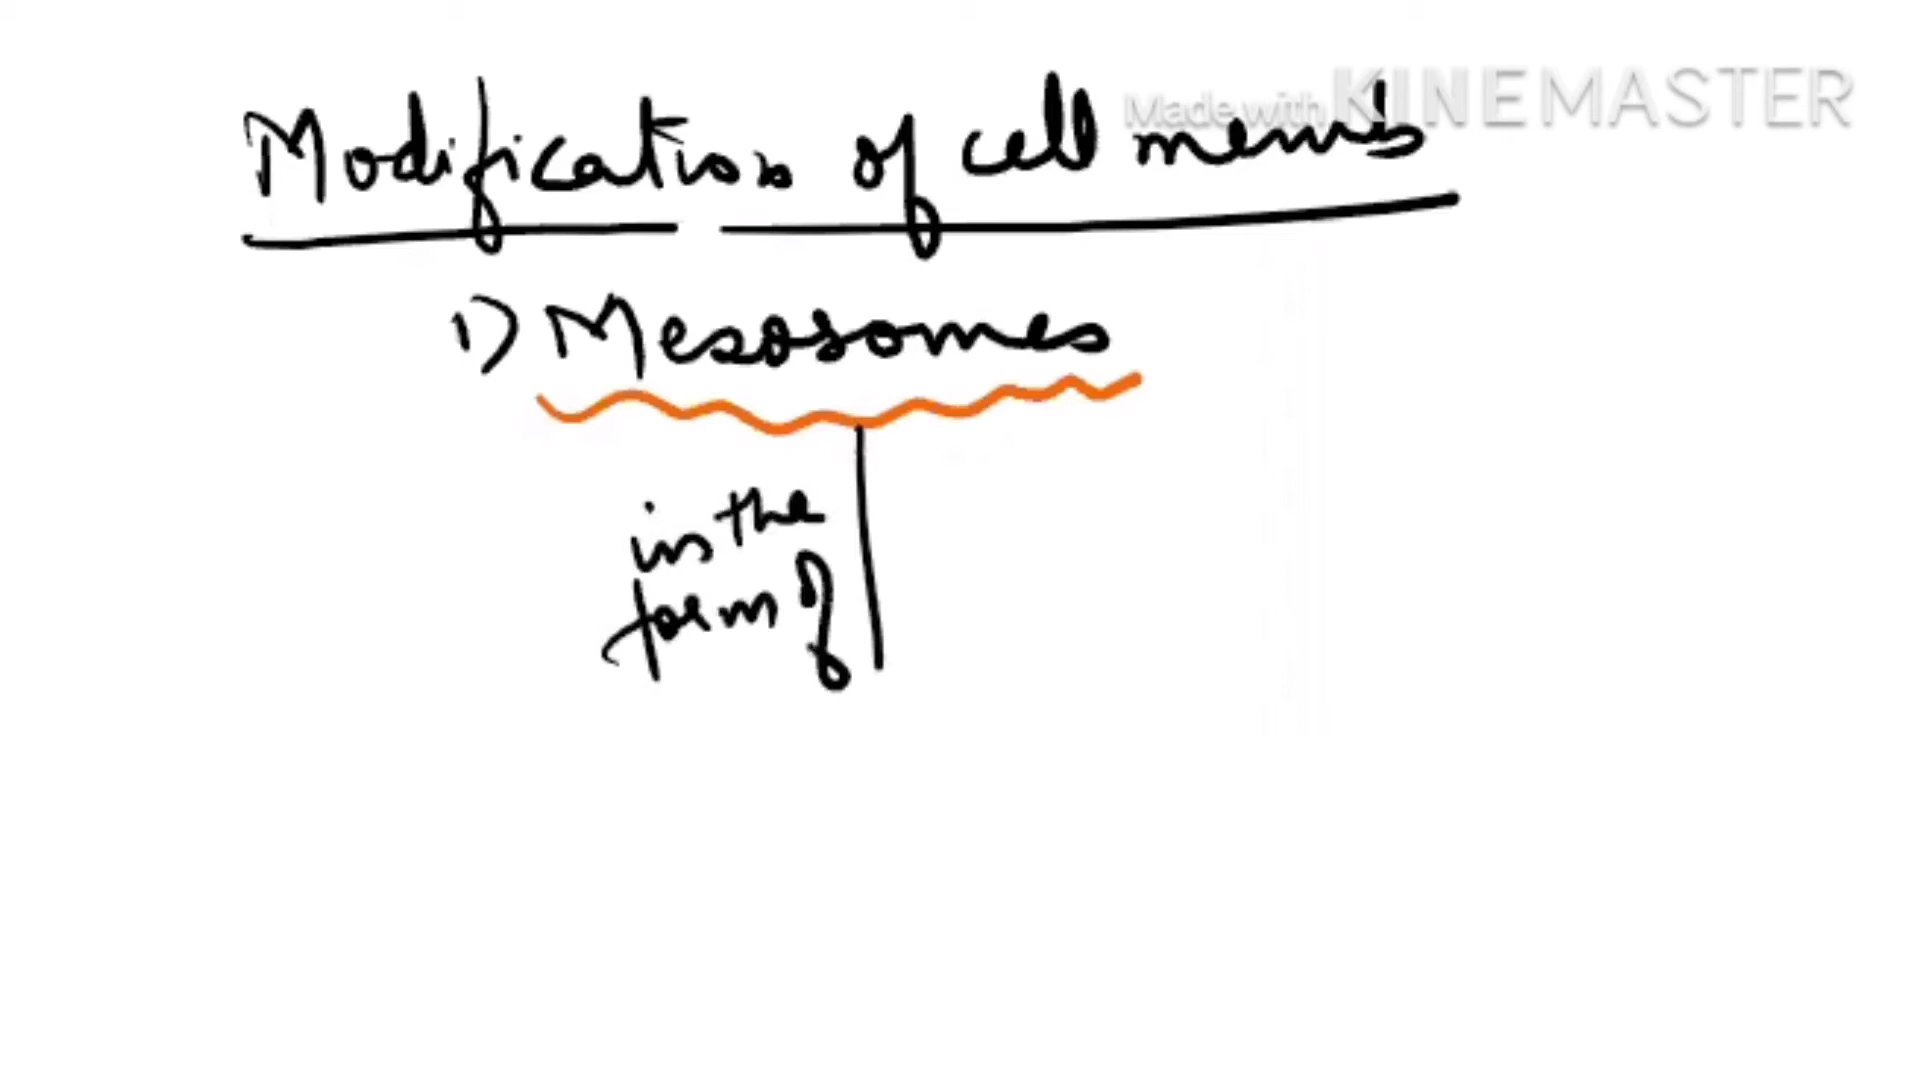 Made with KINEMASTER
Modification of cell memb
1) Mesosomes
in the
form of